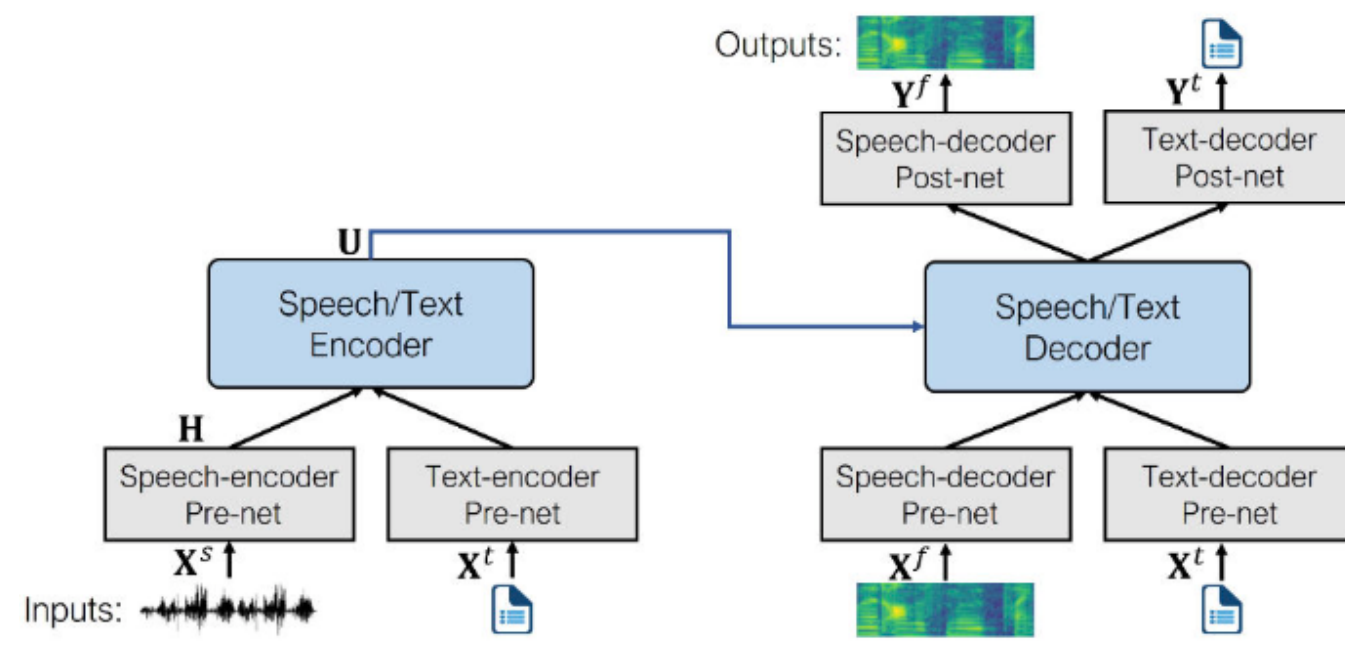 Outputs:
Y^f
Y^t
Speech-decoder
Post-net
Text-decoder
Post-net
U
Speech/Text
Encoder
Speech/Text
Decoder
H
Speech-encoder
Pre-net
Text-encoder
Pre-net
Speech-decoder
Pre-net
Text-decoder
Pre-net
X^s
X^t
X^f
X^t
Inputs: